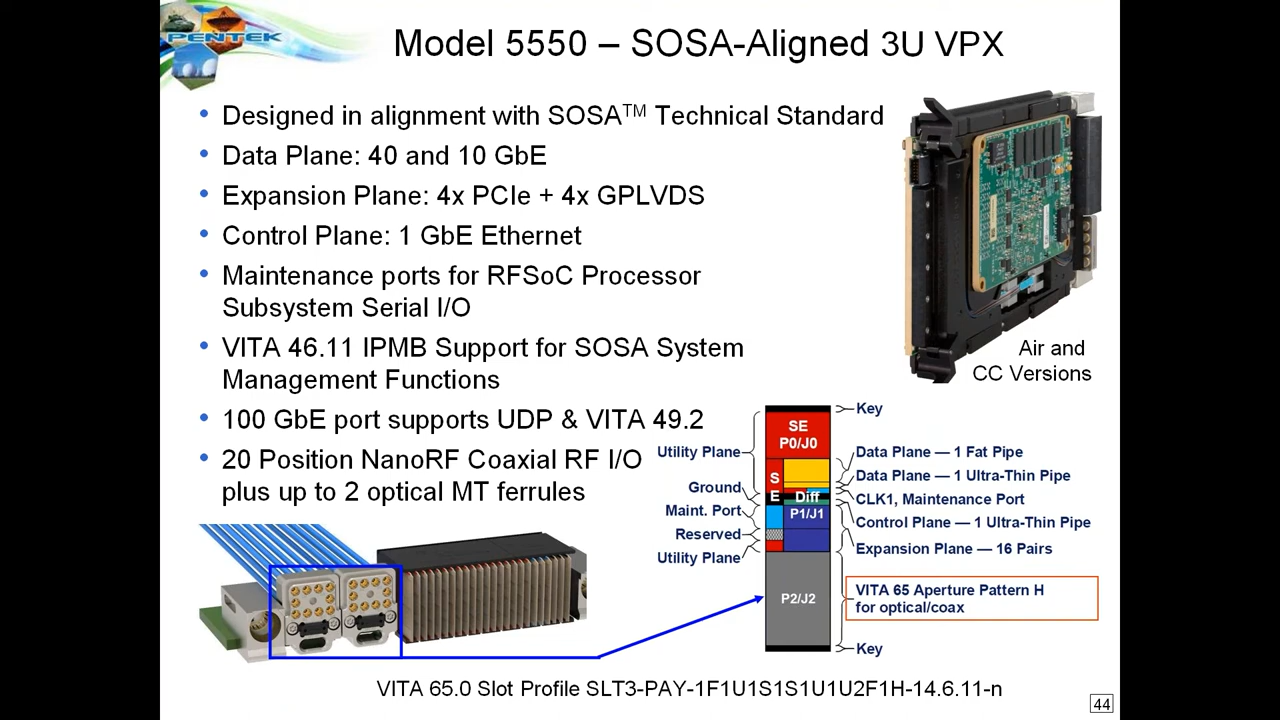 PENTEK
Model 5550 – SOSA-Aligned 3U VPX
• Designed in alignment with SOSA™ Technical Standard
• Data Plane: 40 and 10 GbE
• Expansion Plane: 4x PCIe + 4x GPLVDS
• Control Plane: 1 GbE Ethernet
• Maintenance ports for RFSoC Processor
Subsystem Serial I/O
• VITA 46.11 IPMB Support for SOSA System
Management Functions
• 100 GbE port supports UDP & VITA 49.2
• 20 Position NanoRF Coaxial RF I/O
plus up to 2 optical MT ferrules
Air and
CC Versions
Key
SE
P0/J0
Utility Plane
Data Plane — 1 Fat Pipe
S
E
Data Plane — 1 Ultra-Thin Pipe
Ground
Diff
CLK1, Maintenance Port
Maint. Port
P1/J1
Control Plane — 1 Ultra-Thin Pipe
Reserved
Expansion Plane — 16 Pairs
Utility Plane
P2/J2
VITA 65 Aperture Pattern H
for optical/coax
Key
VITA 65.0 Slot Profile SLT3-PAY-1F1U1S1S1U1U2F1H-14.6.11-n
44